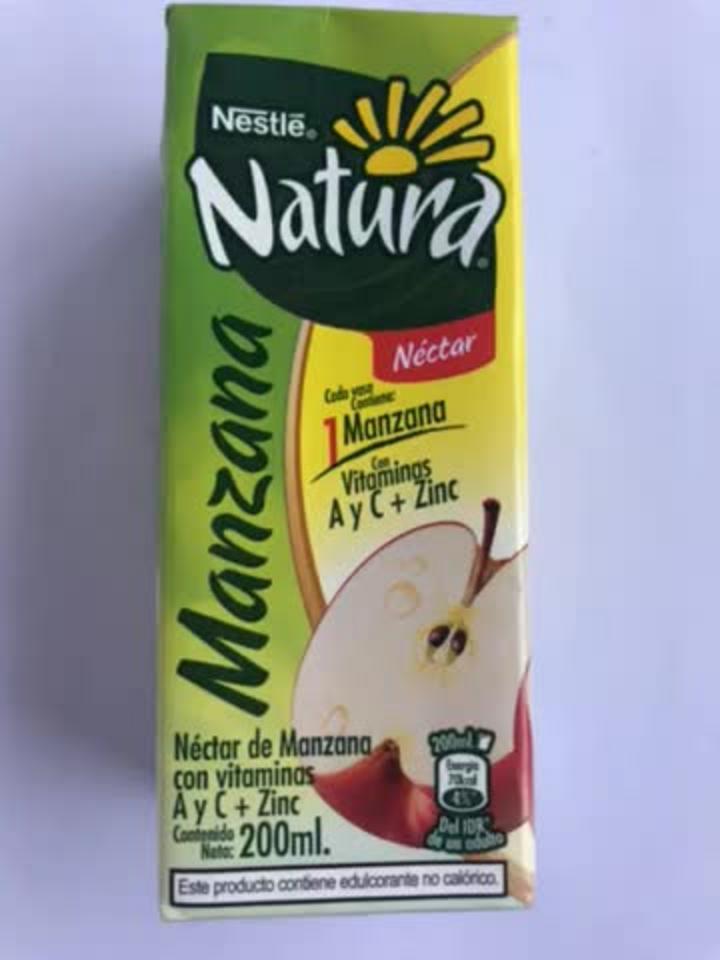 Nestlé®
Natura®
Néctar
Manzana
Cada vaso
Contiene:
1 Manzana
Con
Vitaminas
A y C + Zinc
Néctar de Manzana
con vitaminas
A y C + Zinc
Contenido
Neto: 200ml.
200ml.
Energía
70kcal
4%*
Del IDR*
de un adulto
Este producto contiene edulcorante no calórico.